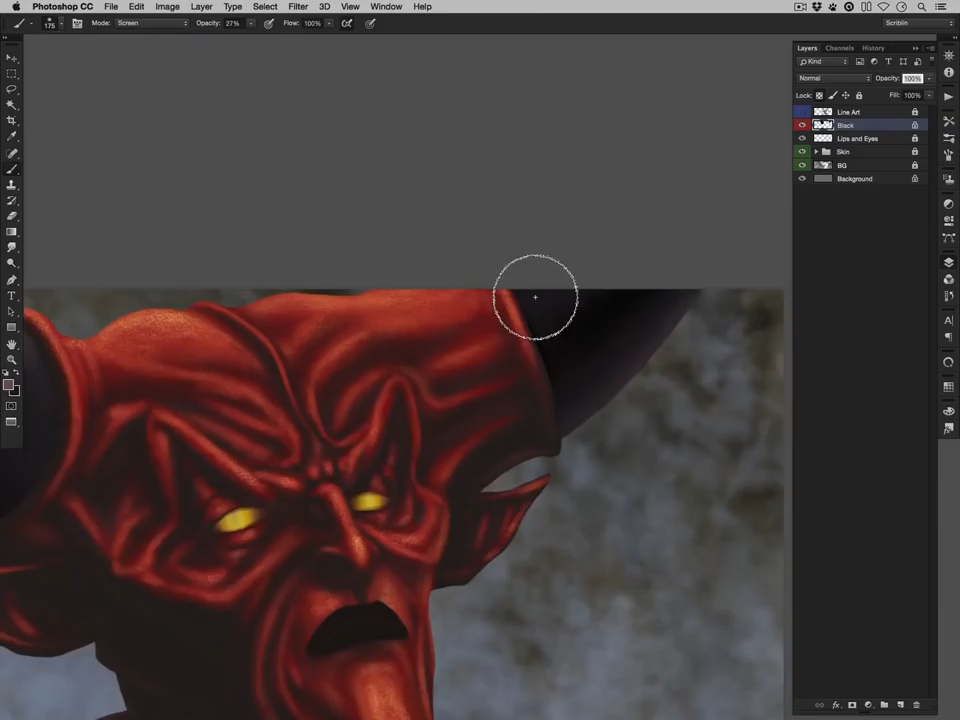 Photoshop CC File Edit Image Layer Type Select Filter 3D View Window Help
175 Mode: Screen Opacity: 27% Flow: 100% Scriblin
Layers Channels History
Kind
Normal Opacity: 100%
Lock: Fill: 100%
Line Art
Black
Lips and Eyes
Skin
BG
Background